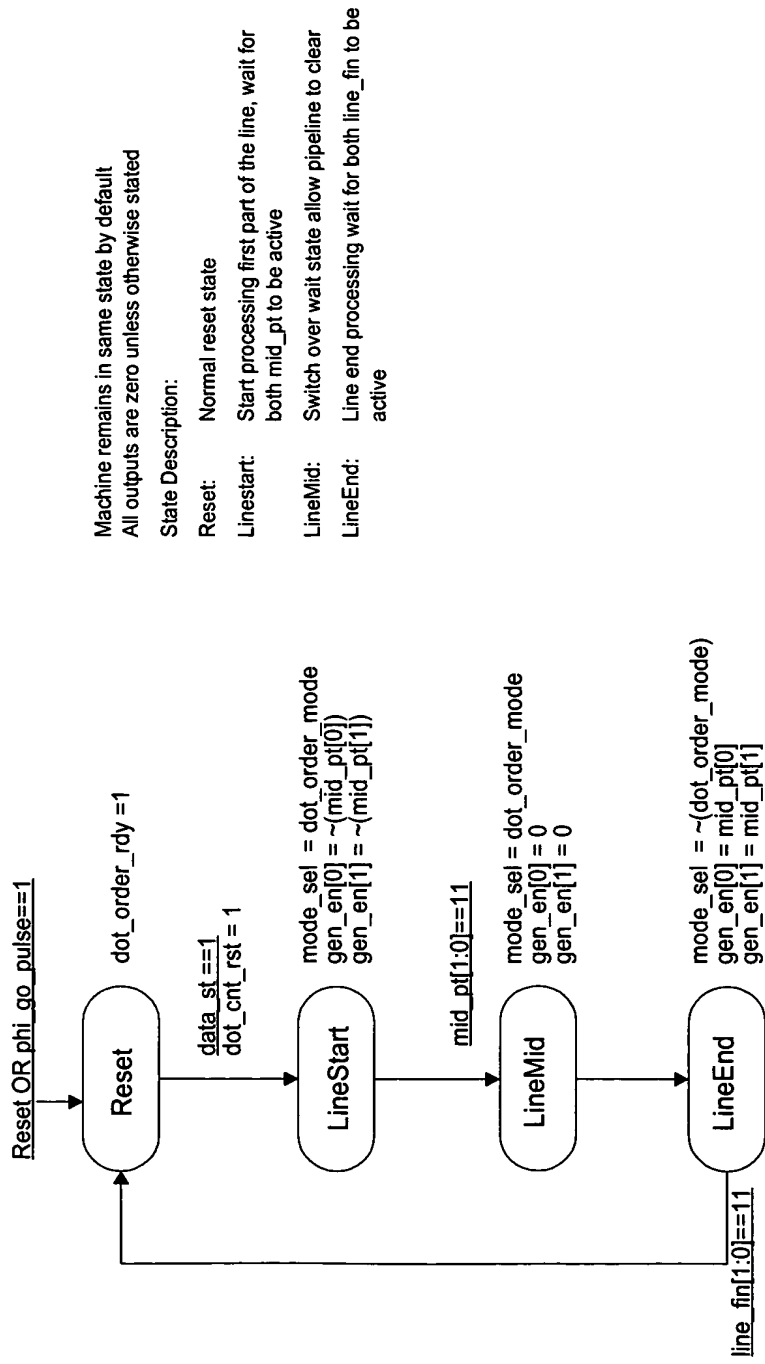 Reset OR phi_go_pulse==1
Reset
dot_order_rdy =1
data_st ==1
dot_cnt_rst = 1
LineStart
mode_sel = dot_order_mode
gen_en[0] = ~(mid_pt[0])
gen_en[1] = ~(mid_pt[1])
mid_pt[1:0]==11
LineMid
mode_sel = dot_order_mode
gen_en[0] = 0
gen_en[1] = 0
LineEnd
mode_sel = ~(dot_order_mode)
gen_en[0] = mid_pt[0]
gen_en[1] = mid_pt[1]
line_fin[1:0]==11
Machine remains in same state by default
All outputs are zero unless otherwise stated
State Description:
Reset: Normal reset state
Linestart: Start processing first part of the line, wait for
both mid_pt to be active
LineMid: Switch over wait state allow pipeline to clear
LineEnd: Line end processing wait for both line_fin to be
active